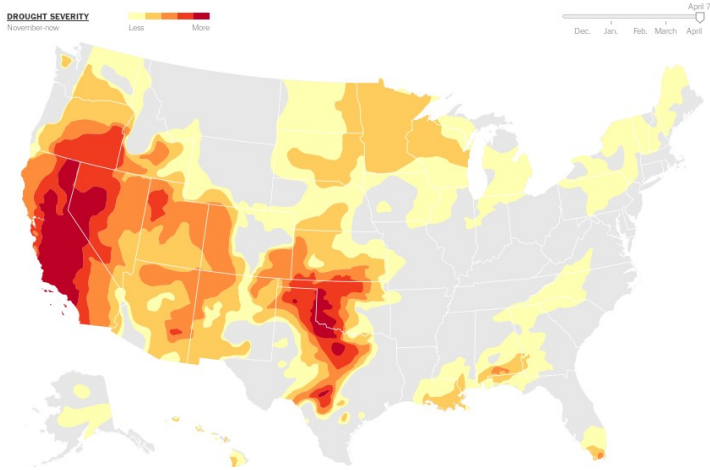 April 7
DROUGHT SEVERITY
November-now
Less More
Dec. Jan. Feb. March April